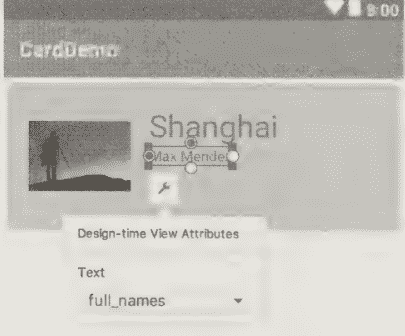 9:00
CardDemo
Shanghai
Max Mende
Design-time View Attributes
Text
full_names